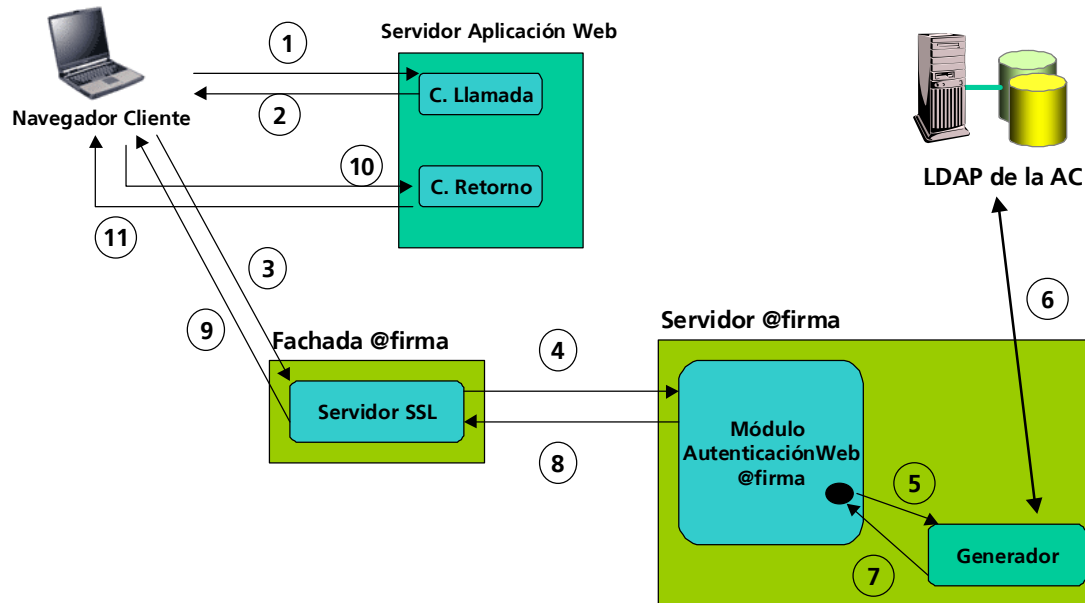 Servidor Aplicación Web
1
C. Llamada
2
Navegador Cliente
10
C. Retorno
LDAP de la AC
11
3
6
9
Servidor @firma
Fachada @firma
4
Servidor SSL
Módulo
AutenticaciónWeb
@firma
8
5
Generador
7